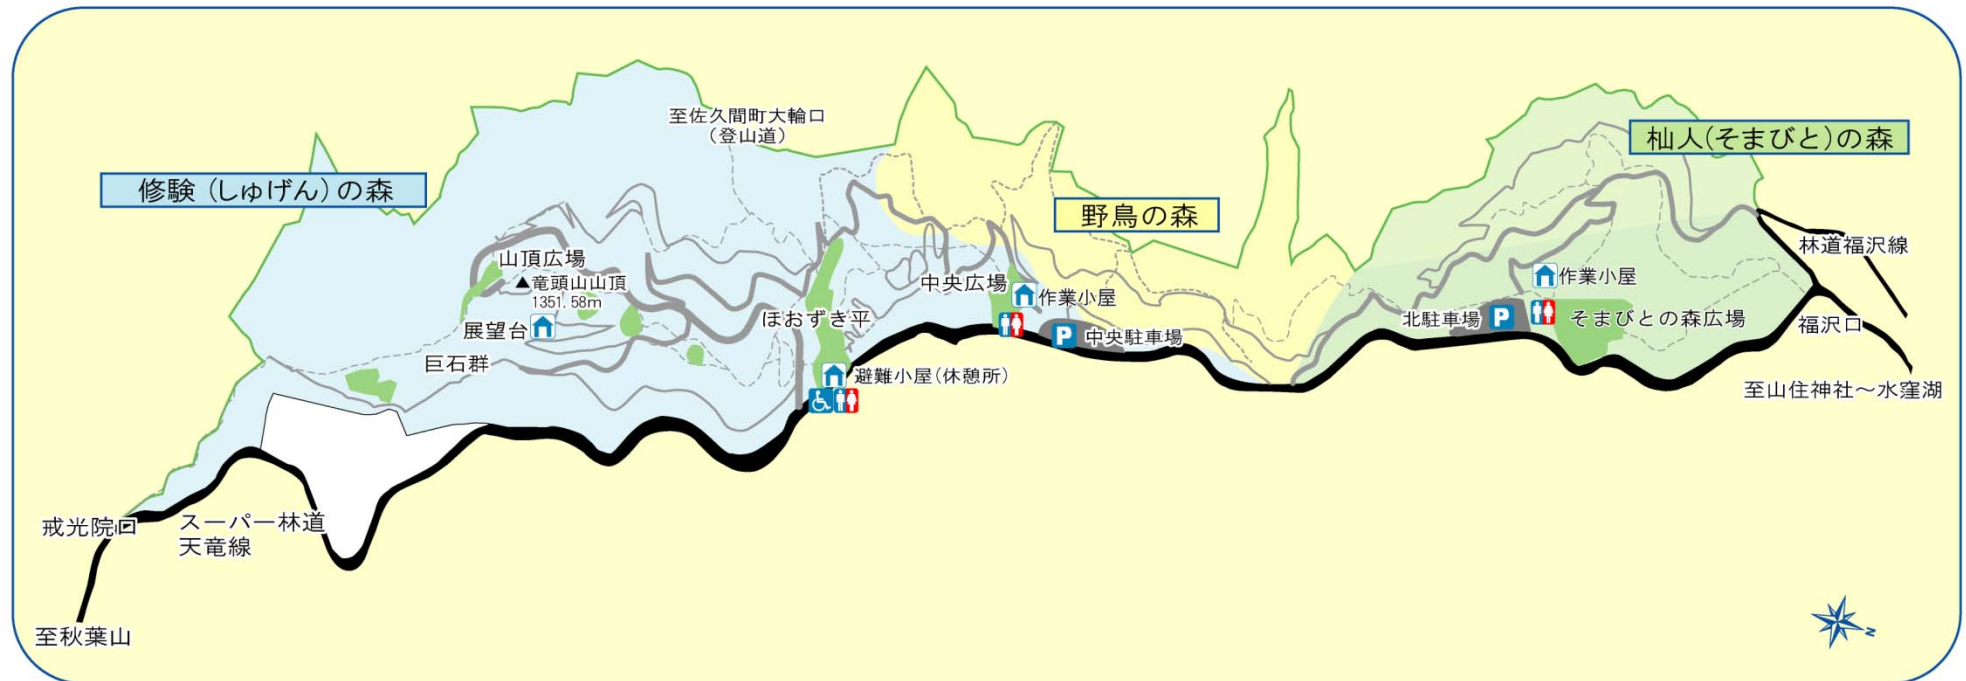 至佐久間町大輪口
（登山道）
修験（しゅげん）の森
杣人(そまびと)の森
野鳥の森
山頂広場
▲竜頭山山頂
1351.58m
展望台
巨石群
ほおずき平
避難小屋(休憩所)
中央広場
作業小屋
P
中央駐車場
北駐車場
P
作業小屋
そまびとの森広場
林道福沢線
福沢口
至山住神社〜水窪湖
戒光院口
スーパー林道
天竜線
至秋葉山
N